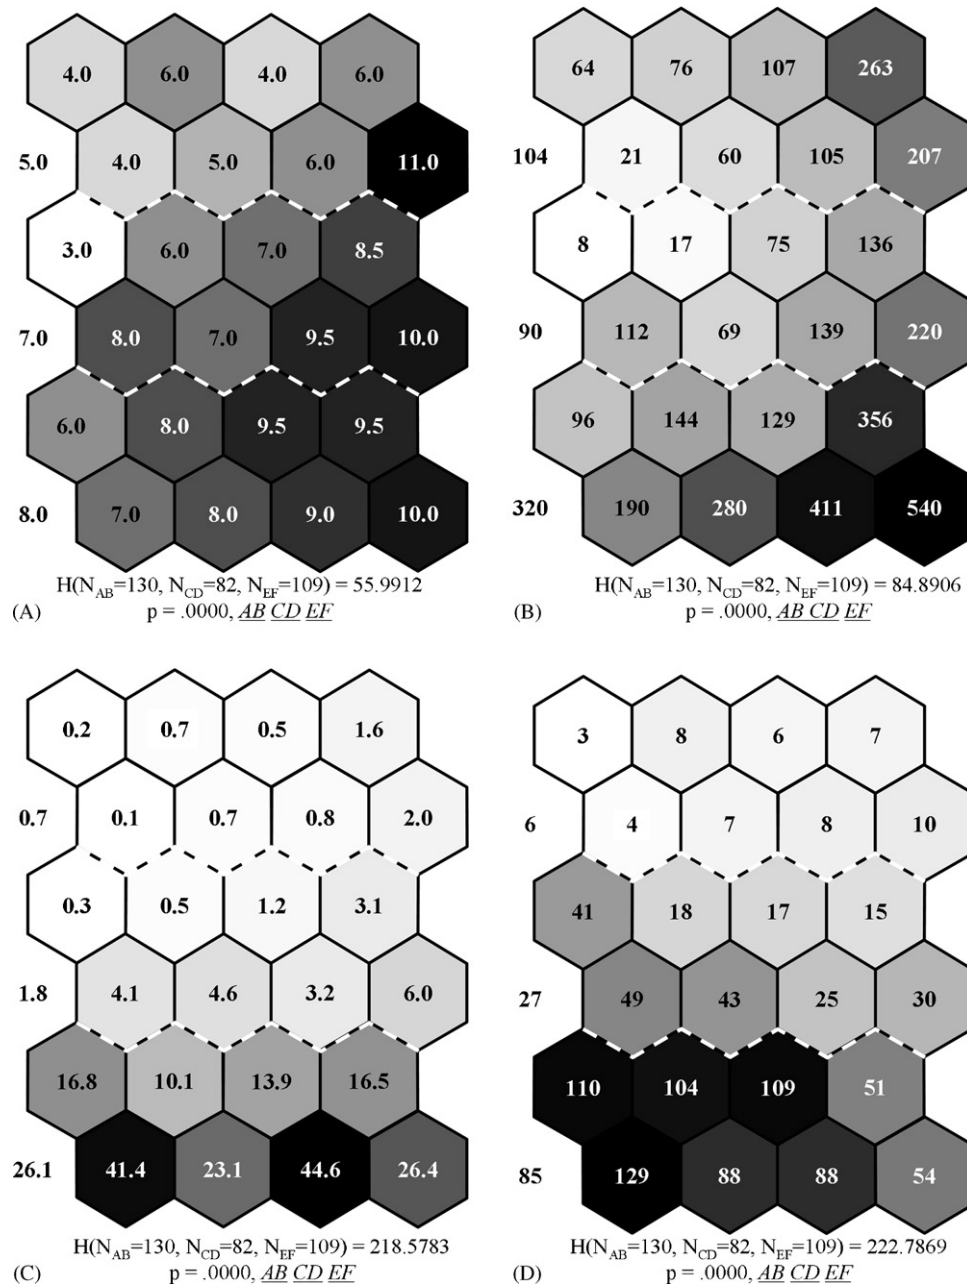 4.0 6.0 4.0 6.0
5.0 4.0 5.0 6.0 11.0
3.0 6.0 7.0 8.5
7.0 8.0 7.0 9.5 10.0
6.0 8.0 9.5 9.5
8.0 7.0 8.0 9.0 10.0
H(N_AB=130, N_CD=82, N_EF=109) = 55.9912
(A) p = .0000, AB CD EF
64 76 107 263
104 21 60 105 207
8 17 75 136
90 112 69 139 220
96 144 129 356
320 190 280 411 540
H(N_AB=130, N_CD=82, N_EF=109) = 84.8906
(B) p = .0000, AB CD EF
0.2 0.7 0.5 1.6
0.7 0.1 0.7 0.8 2.0
0.3 0.5 1.2 3.1
1.8 4.1 4.6 3.2 6.0
16.8 10.1 13.9 16.5
26.1 41.4 23.1 44.6 26.4
H(N_AB=130, N_CD=82, N_EF=109) = 218.5783
(C) p = .0000, AB CD EF
3 8 6 7
6 4 7 8 10
41 18 17 15
27 49 43 25 30
110 104 109 51
85 129 88 88 54
H(N_AB=130, N_CD=82, N_EF=109) = 222.7869
(D) p = .0000, AB CD EF